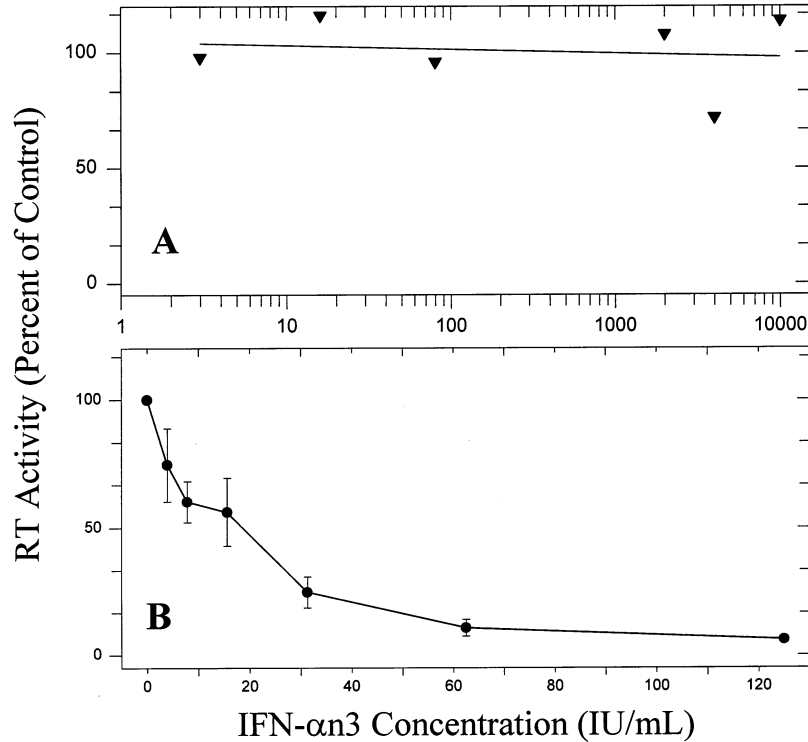 RT Activity (Percent of Control)
100
50
0
A
1 10 100 1000 10000
100
50
0
B
0 20 40 60 80 100 120
IFN-αn3 Concentration (IU/mL)